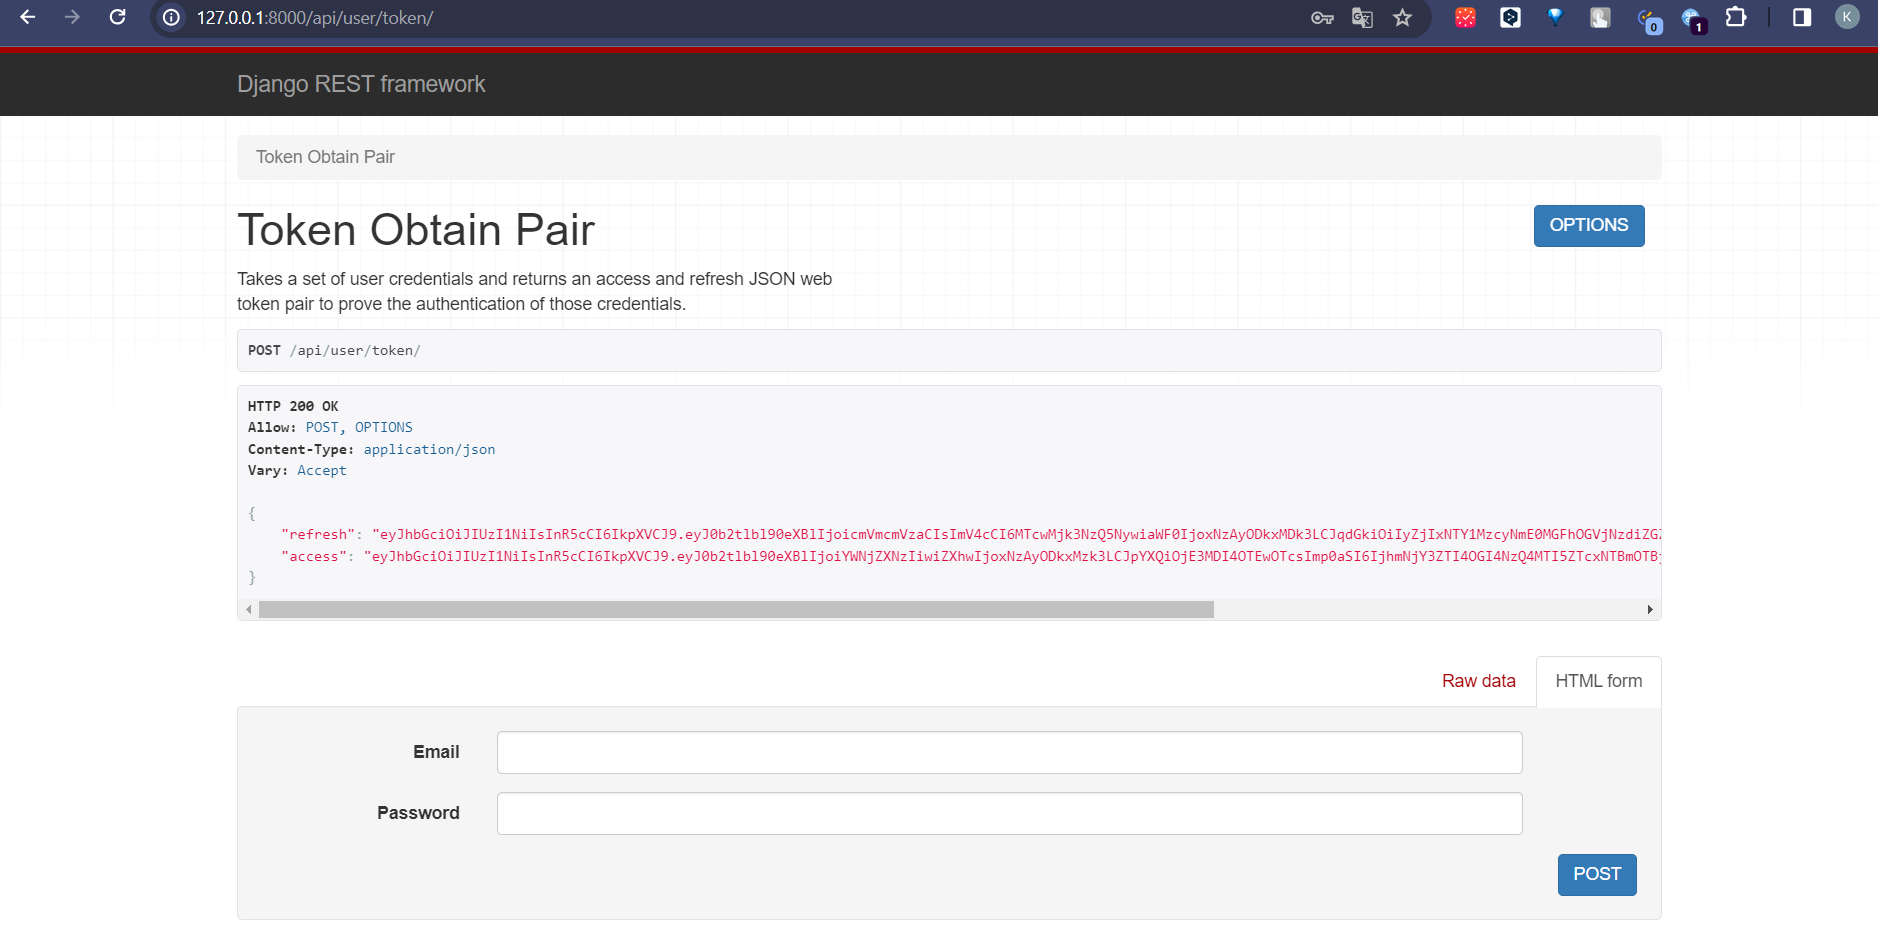 127.0.0.1:8000/api/user/token/
0
1
K
Django REST framework
Token Obtain Pair
Token Obtain Pair
OPTIONS
Takes a set of user credentials and returns an access and refresh JSON web
token pair to prove the authentication of those credentials.
POST /api/user/token/
HTTP 200 OK
Allow: POST, OPTIONS
Content-Type: application/json
Vary: Accept
{
"refresh": "eyJhbGciOiJIUzI1NiIsInR5cCI6IkpXVCJ9.eyJ0b2tlbl90eXBlIjoicmVmcmVzaCIsImV4cCI6MTcwMjk3NzQ5NywiaWF0IjoxNzAyODkxMDk3LCJqdGkiOiIyZjIxNTY1MzcyNmE0MGFhOGVjNzdiZG
"access": "eyJhbGciOiJIUzI1NiIsInR5cCI6IkpXVCJ9.eyJ0b2tlbl90eXBlIjoiYWNjZXNzIiwiZXhwIjoxNzAyODkxMzk3LCJpYXQiOjE3MDI4OTEwOTcsImp0aSI6IjhmNjY3ZTI4OGI4NzQ4MTI5ZTcxNTBmOTB
}
Raw data
HTML form
Email
Password
POST